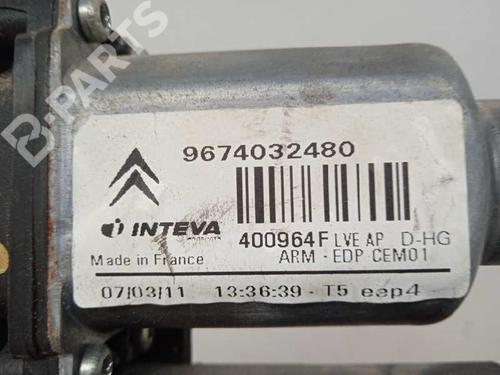 9674032480
INTEVA
400964F LVE AP D-HG
Made in France ARM - EDP CEM01
07/03/11 13:36:39 - T5 eap4
B-PARTS
B-PARTS